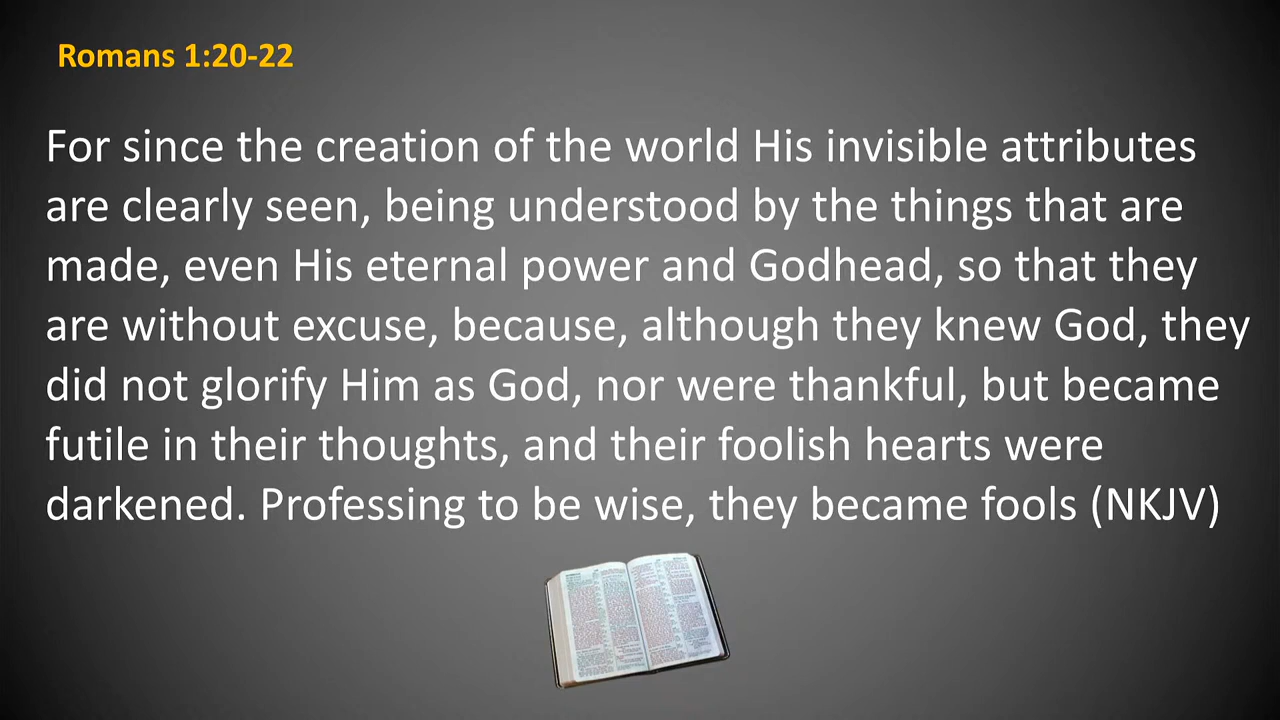 Romans 1:20-22
For since the creation of the world His invisible attributes
are clearly seen, being understood by the things that are
made, even His eternal power and Godhead, so that they
are without excuse, because, although they knew God, they
did not glorify Him as God, nor were thankful, but became
futile in their thoughts, and their foolish hearts were
darkened. Professing to be wise, they became fools (NKJV)